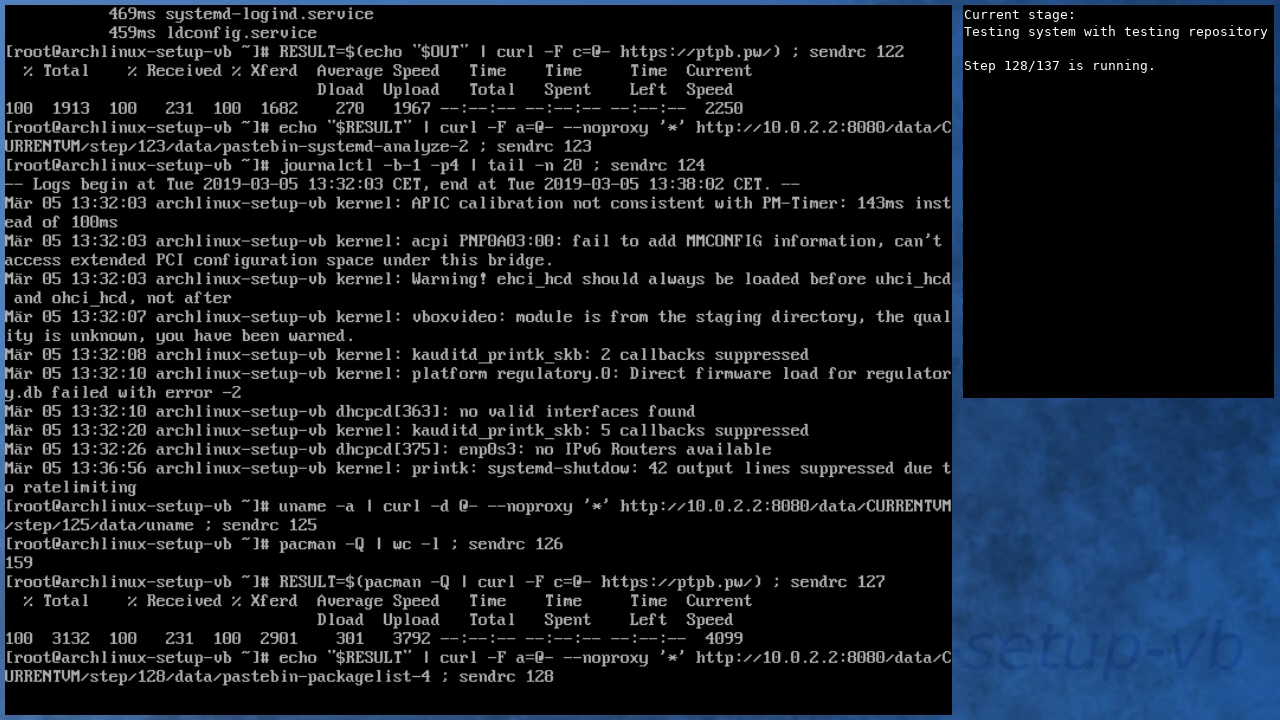 469ms systemd-logind.service
459ms ldconfig.service
[root@archlinux-setup-vb ~]# RESULT=$(echo "$OUT" | curl -F c=@- https://ptpb.pw/) ; sendrc 122
% Total    % Received % Xferd  Average Speed   Time    Time     Time  Current
Dload  Upload   Total   Spent    Left  Speed
100  1913  100   231  100  1682    270   1967 --:--:-- --:--:-- --:--:--  2250
[root@archlinux-setup-vb ~]# echo "$RESULT" | curl -F a=@- --noproxy '*' http://10.0.2.2:8080/data/C
URRENTVM/step/123/data/pastebin-systemd-analyze-2 ; sendrc 123
[root@archlinux-setup-vb ~]# journalctl -b-1 -p4 | tail -n 20 ; sendrc 124
-- Logs begin at Tue 2019-03-05 13:32:03 CET, end at Tue 2019-03-05 13:38:02 CET. --
Mär 05 13:32:03 archlinux-setup-vb kernel: APIC calibration not consistent with PM-Timer: 143ms inst
ead of 100ms
Mär 05 13:32:03 archlinux-setup-vb kernel: acpi PNP0A03:00: fail to add MMCONFIG information, can't
access extended PCI configuration space under this bridge.
Mär 05 13:32:03 archlinux-setup-vb kernel: Warning! ehci_hcd should always be loaded before uhci_hcd
and ohci_hcd, not after
Mär 05 13:32:07 archlinux-setup-vb kernel: vboxvideo: module is from the staging directory, the qual
ity is unknown, you have been warned.
Mär 05 13:32:08 archlinux-setup-vb kernel: kauditd_printk_skb: 2 callbacks suppressed
Mär 05 13:32:10 archlinux-setup-vb kernel: platform regulatory.0: Direct firmware load for regulator
y.db failed with error -2
Mär 05 13:32:10 archlinux-setup-vb dhcpcd[363]: no valid interfaces found
Mär 05 13:32:20 archlinux-setup-vb kernel: kauditd_printk_skb: 5 callbacks suppressed
Mär 05 13:32:26 archlinux-setup-vb dhcpcd[375]: enp0s3: no IPv6 Routers available
Mär 05 13:36:56 archlinux-setup-vb kernel: printk: systemd-shutdow: 42 output lines suppressed due t
o ratelimiting
[root@archlinux-setup-vb ~]# uname -a | curl -d @- --noproxy '*' http://10.0.2.2:8080/data/CURRENTVM
/step/125/data/uname ; sendrc 125
[root@archlinux-setup-vb ~]# pacman -Q | wc -l ; sendrc 126
159
[root@archlinux-setup-vb ~]# RESULT=$(pacman -Q | curl -F c=@- https://ptpb.pw/) ; sendrc 127
% Total    % Received % Xferd  Average Speed   Time    Time     Time  Current
Dload  Upload   Total   Spent    Left  Speed
100  3132  100   231  100  2901    301   3792 --:--:-- --:--:-- --:--:--  4099
[root@archlinux-setup-vb ~]# echo "$RESULT" | curl -F a=@- --noproxy '*' http://10.0.2.2:8080/data/C
URRENTVM/step/128/data/pastebin-packagelist-4 ; sendrc 128
Current stage:
Testing system with testing repository
Step 128/137 is running.
setup-vb